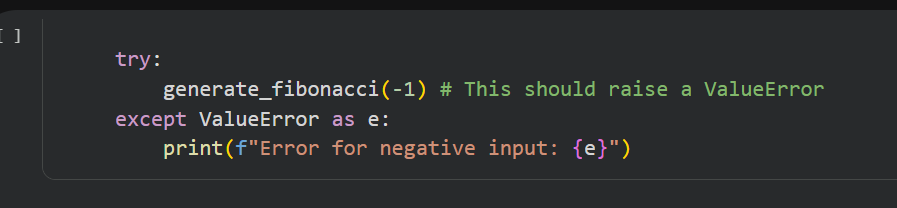 [ ]
try:
    generate_fibonacci(-1) # This should raise a ValueError
except ValueError as e:
    print(f"Error for negative input: {e}")